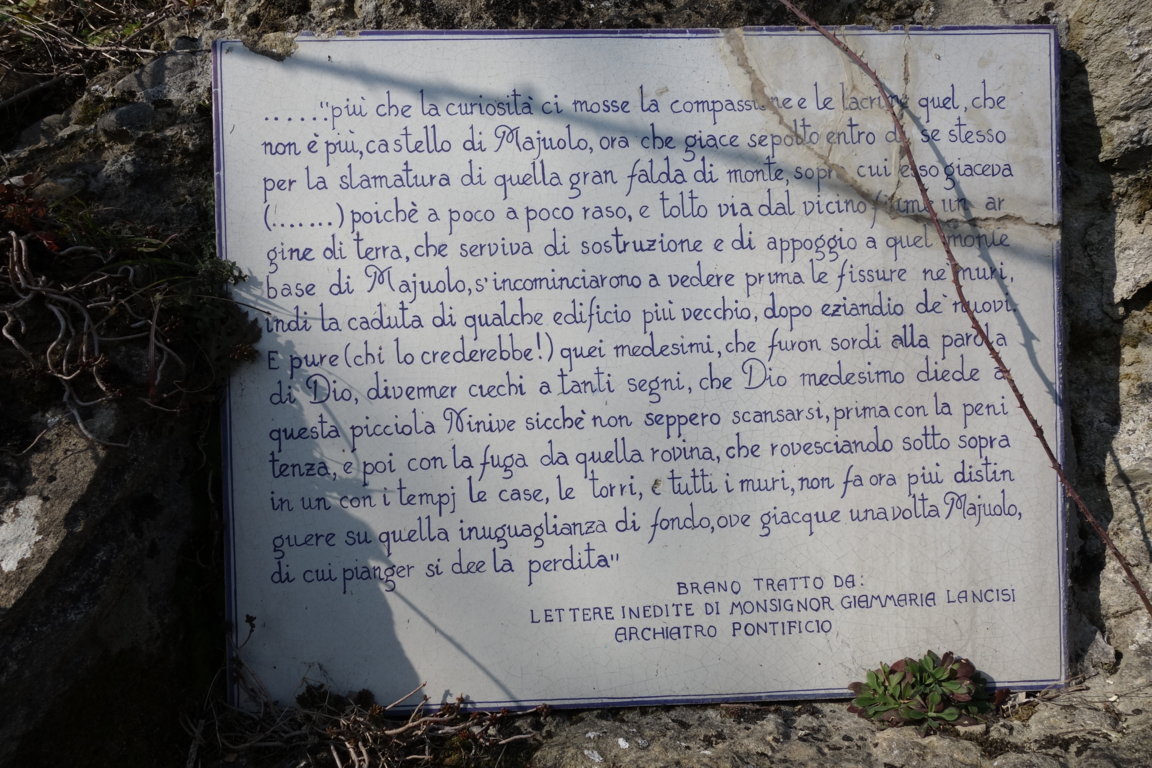 ......"più che la curiosità ci mosse la compassione e le lacrime quel, che
non è più, castello di Majuolo, ora che giace sepolto entro di se stesso
per la slamatura di quella gran falda di monte, sopra cui esso giaceva
(.......) poichè a poco a poco raso, e tolto via dal vicino fiume un ar
gine di terra, che serviva di sostruzione e di appoggio a quel monte
base di Majuolo, s'incominciarono a vedere prima le fissure ne' muri,
indi la caduta di qualche edificio più vecchio, dopo eziandio de' nuovi.
E pure (chi lo crederebbe!) quei medesimi, che furon sordi alla parola
di Dio, divenner ciechi a tanti segni, che Dio medesimo diede a
questa picciola Ninive sicchè non seppero scansarsi, prima con la peni
tenza, e poi con la fuga da quella rovina, che rovesciando sotto sopra
in un con i tempj le case, le torri, e tutti i muri, non fa ora più distin
guere su quella inuguaglianza di fondo, ove giacque una volta Majuolo,
di cui pianger si dee la perdita"
BRANO TRATTO DA:
LETTERE INEDITE DI MONSIGNOR GIAMMARIA LANCISI
ARCHIATRO PONTIFICIO